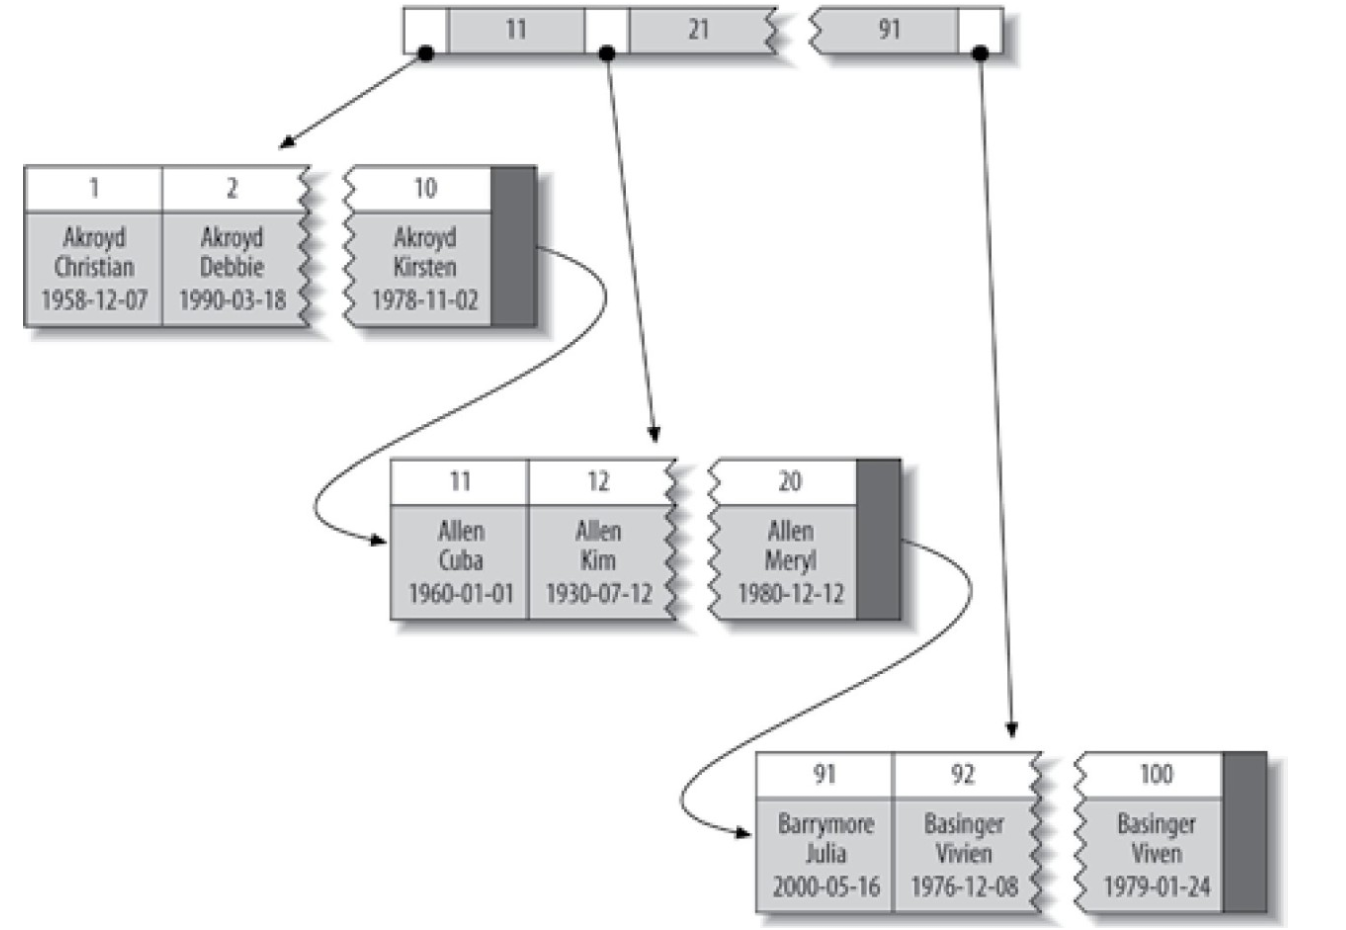 11 21 91
1 2 10
Akroyd Akroyd Akroyd
Christian Debbie Kirsten
1958-12-07 1990-03-18 1978-11-02
11 12 20
Allen Allen Allen
Cuba Kim Meryl
1960-01-01 1930-07-12 1980-12-12
91 92 100
Barrymore Basinger Basinger
Julia Vivien Viven
2000-05-16 1976-12-08 1979-01-24